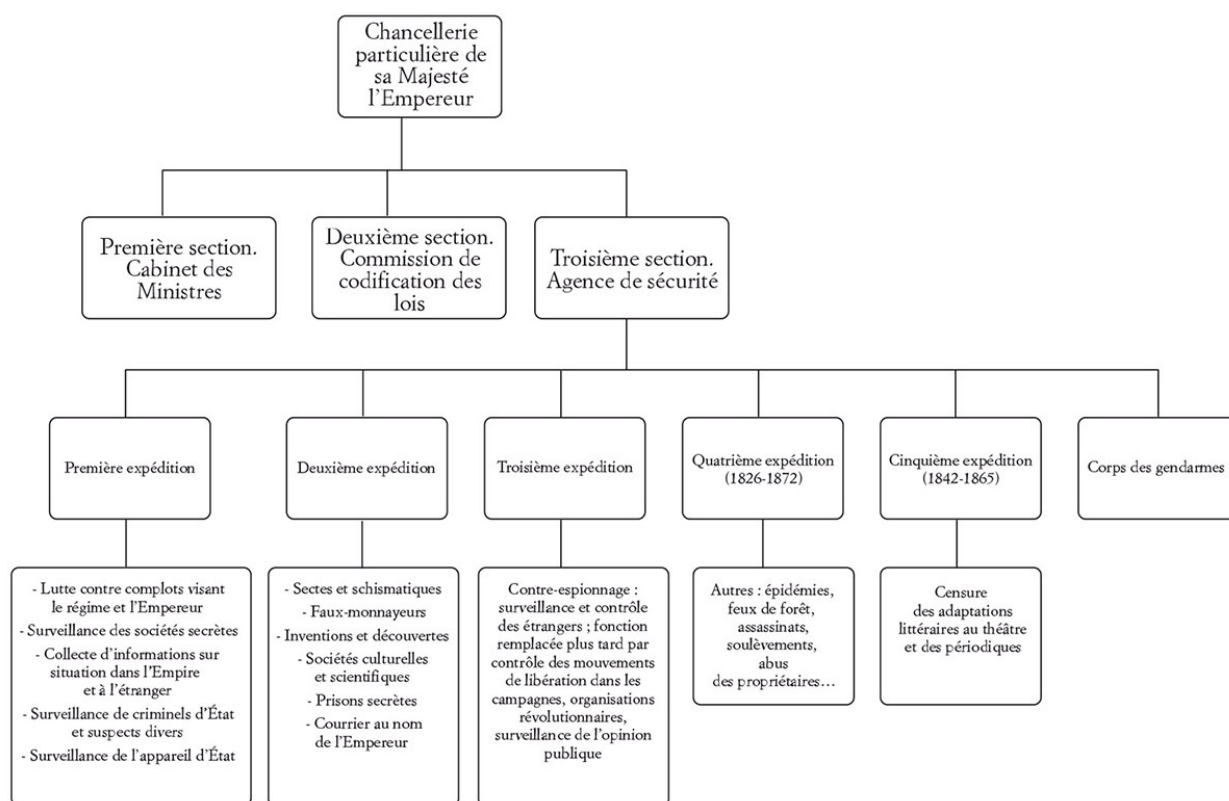 Chancellerie
particulière de
sa Majesté
l'Empereur
Première section.
Cabinet des
Ministres
Deuxième section.
Commission de
codification des
lois
Troisième section.
Agence de sécurité
Première expédition
Deuxième expédition
Troisième expédition
Quatrième expédition
(1826-1872)
Cinquième expédition
(1842-1865)
Corps des gendarmes
- Lutte contre complots visant
le régime et l'Empereur
- Surveillance des sociétés secrètes
- Collecte d'informations sur
situation dans l'Empire
et à l'étranger
- Surveillance de criminels d'État
et suspects divers
- Surveillance de l'appareil d'État
- Sectes et schismatiques
- Faux-monnayeurs
- Inventions et découvertes
- Sociétés culturelles
et scientifiques
- Prisons secrètes
- Courrier au nom
de l'Empereur
Contre-espionnage :
surveillance et contrôle
des étrangers ; fonction
remplacée plus tard par
contrôle des mouvements
de libération dans les
campagnes, organisations
révolutionnaires,
surveillance de l'opinion
publique
Autres : épidémies,
feux de forêt,
assassinats,
soulèvements,
abus
des propriétaires…
Censure
des adaptations
littéraires au théâtre
et des périodiques